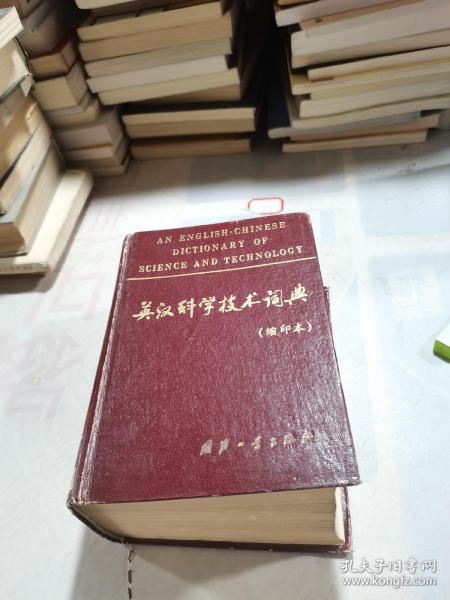 AN ENGLISH-CHINESE
DICTIONARY OF
SCIENCE AND TECHNOLOGY
英汉科学技术词典
(缩印本)
国防工业出版社
孔夫子旧书网
www.kongfz.com